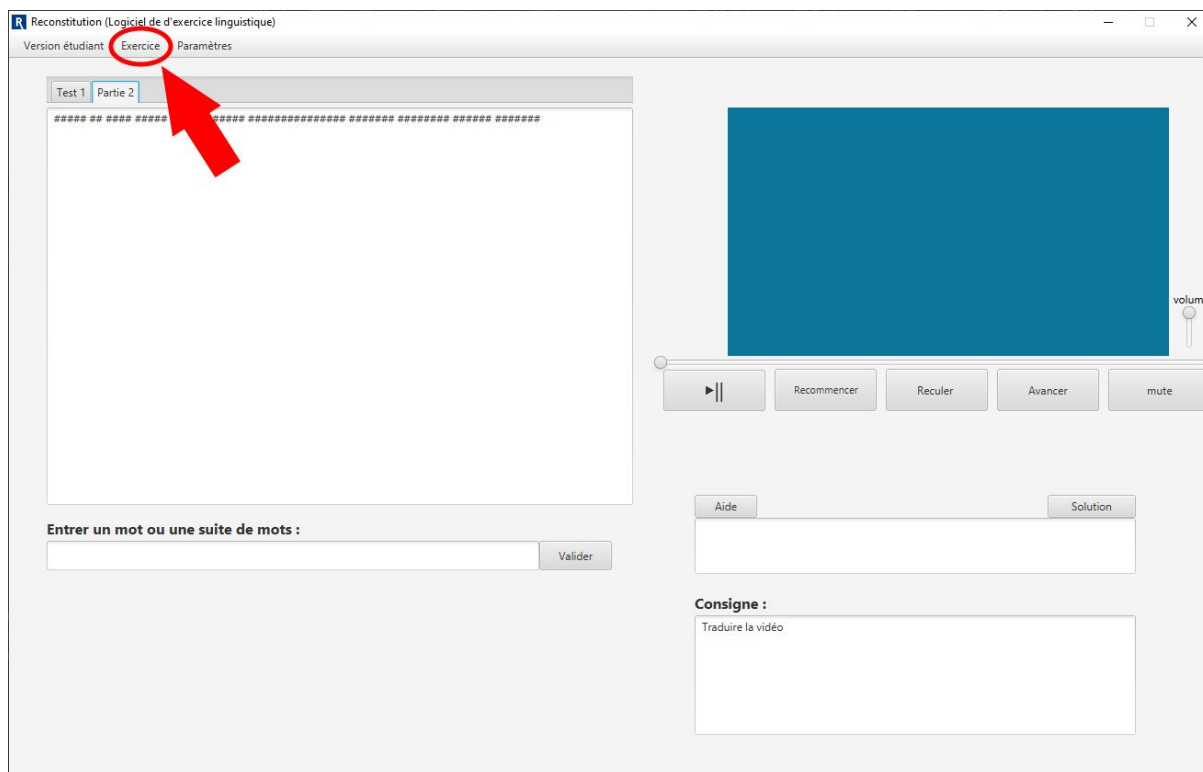 R Reconstitution (Logiciel de d'exercice linguistique)
Version étudiant Exercice Paramètres
Test 1 Partie 2
##### ## #### ##### ##### ############### ####### ######## ###### #######
Entrer un mot ou une suite de mots :
Valider
volum
▶|| Recommencer Reculer Avancer mute
Aide Solution
Consigne :
Traduire la vidéo